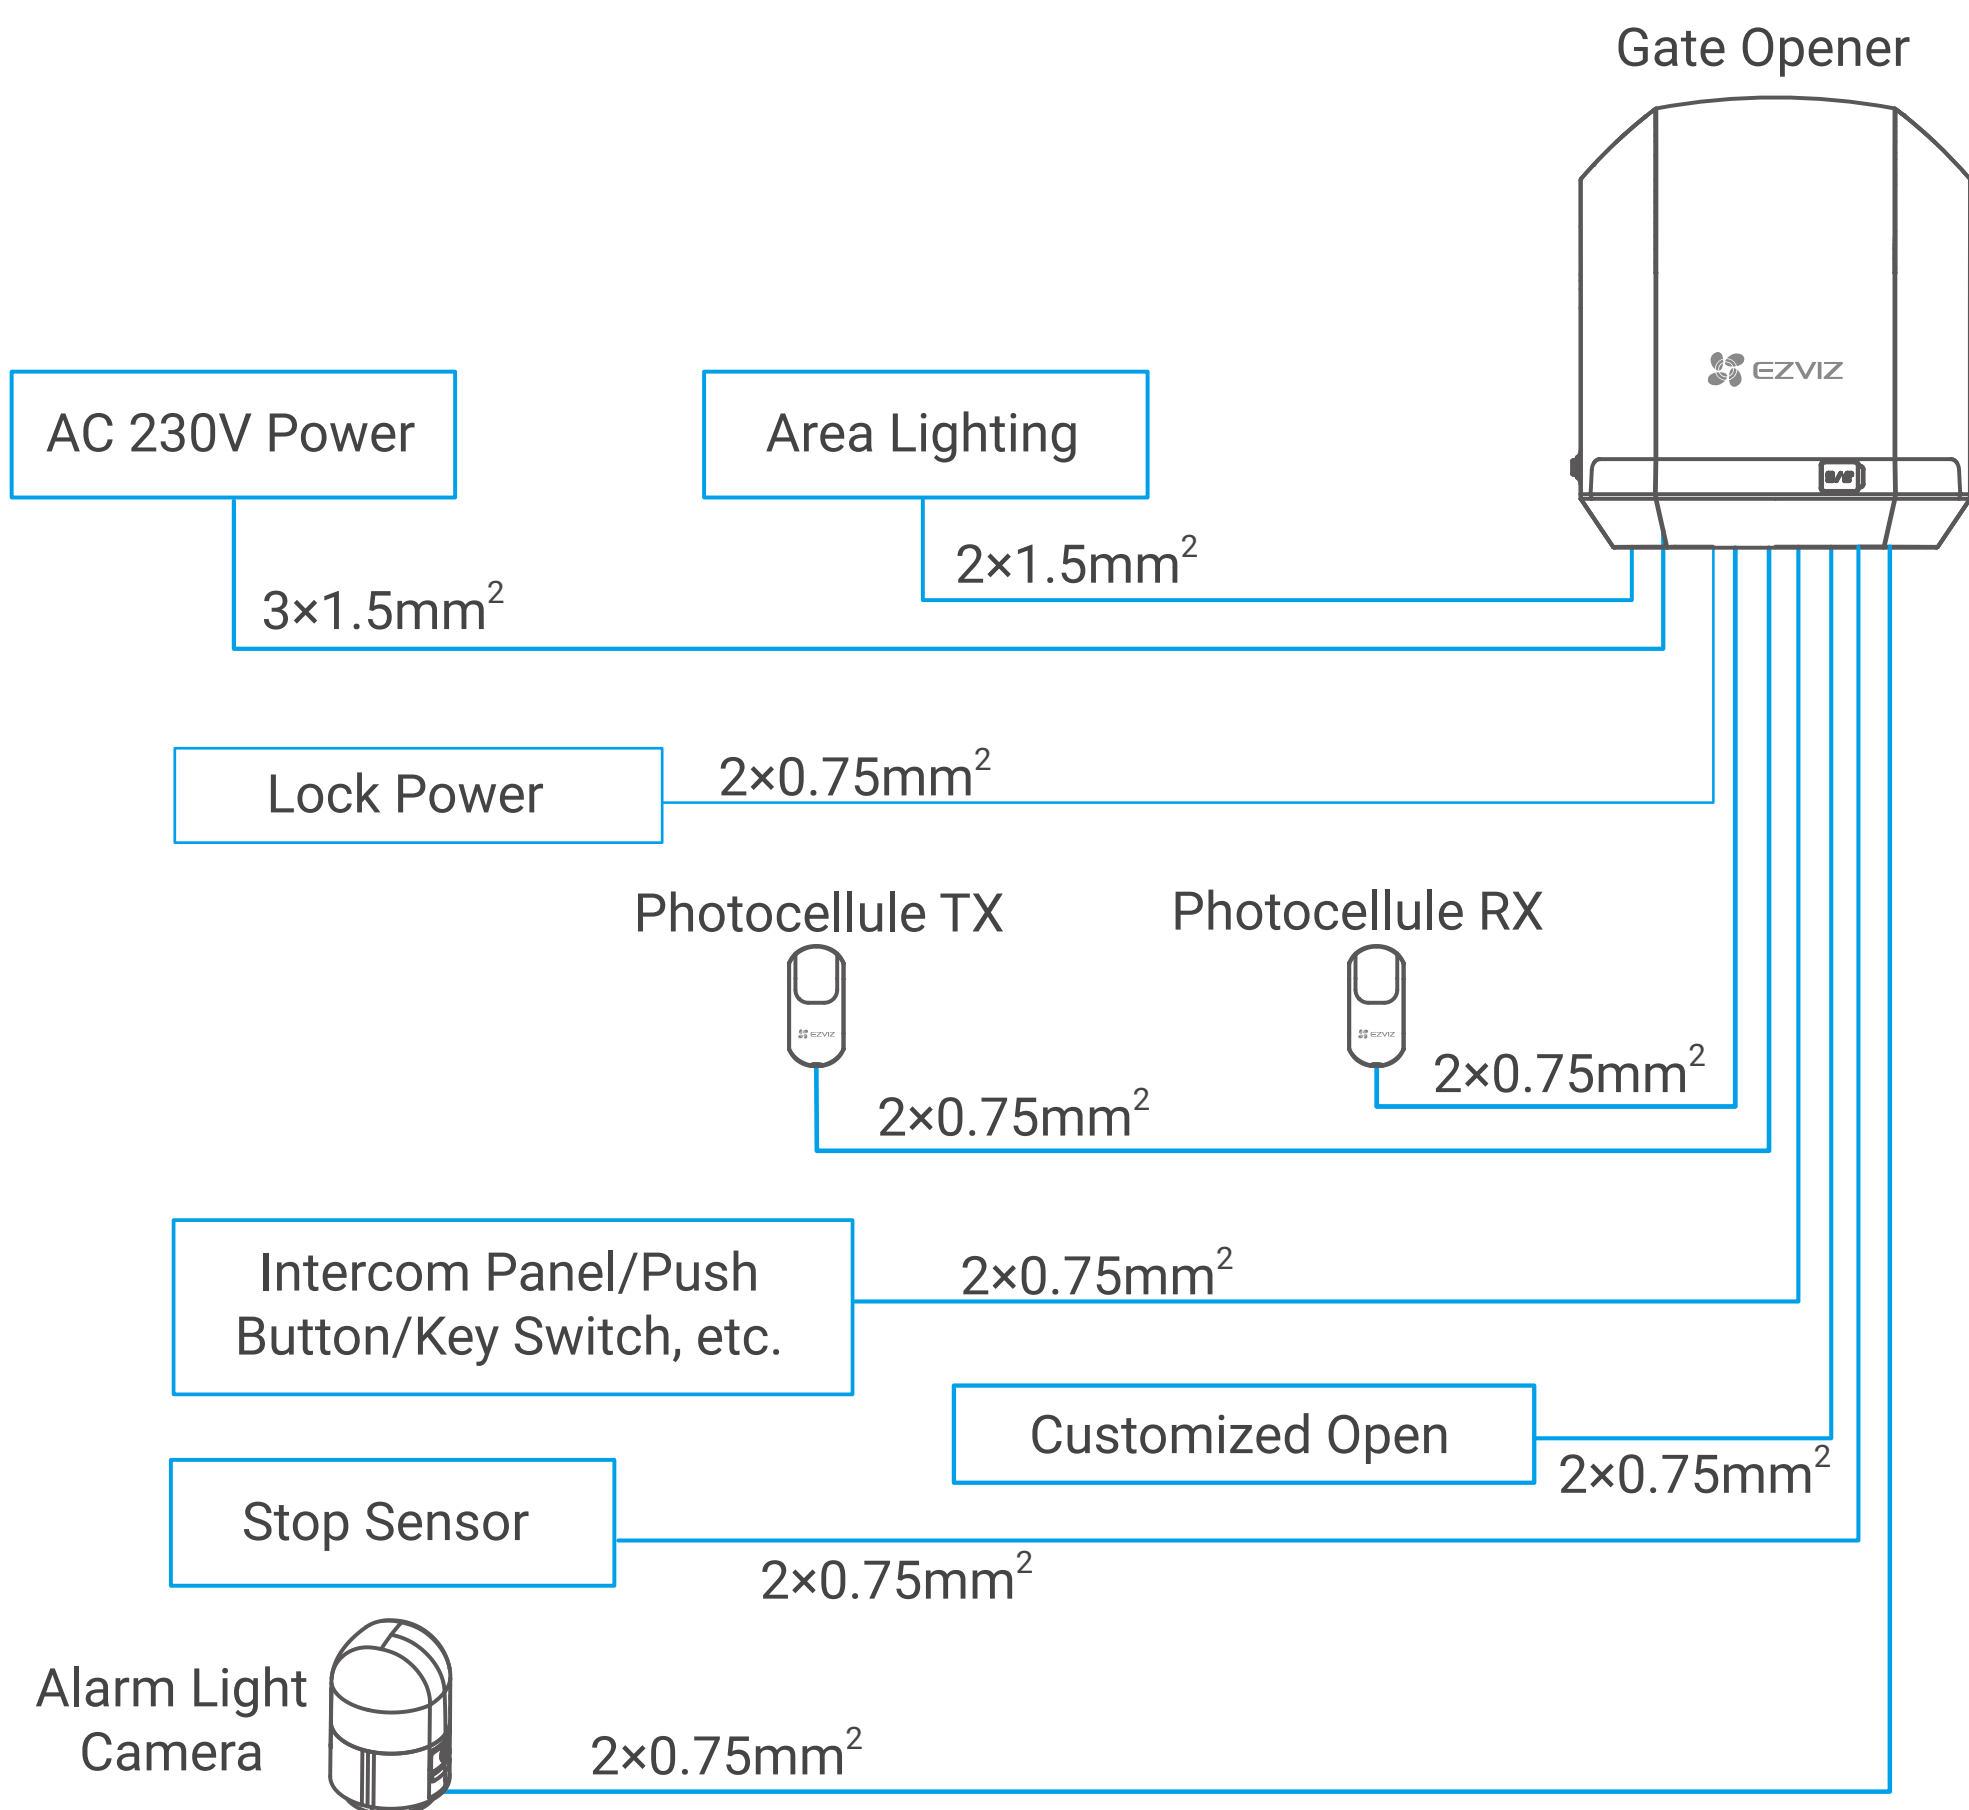 Gate Opener
EZVIZ
AC 230V Power
Area Lighting
2×1.5mm²
3×1.5mm²
Lock Power
2×0.75mm²
Photocellule TX
Photocellule RX
EZVIZ
EZVIZ
2×0.75mm²
2×0.75mm²
Intercom Panel/Push
Button/Key Switch, etc.
2×0.75mm²
Customized Open
2×0.75mm²
Stop Sensor
2×0.75mm²
Alarm Light
Camera
2×0.75mm²